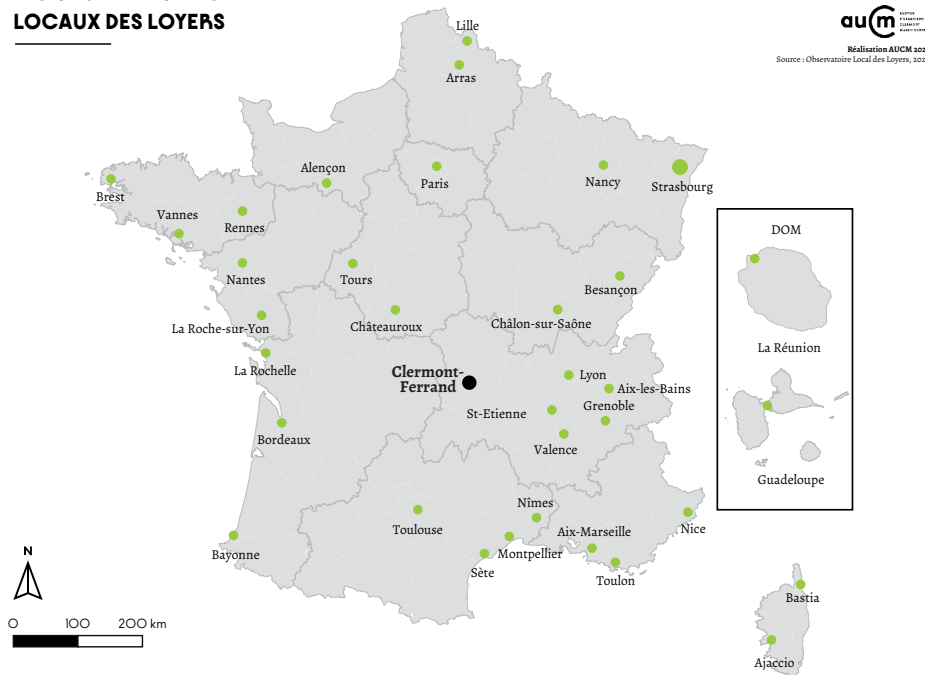 LOCAUX DES LOYERS
aucm
Réalisation AUCM 202
Source : Observatoire Local des Loyers, 202
Lille
Arras
Alençon
Paris
Nancy
Strasbourg
Brest
Vannes
Rennes
Nantes
Tours
Besançon
La Roche-sur-Yon
Châteauroux
Châlon-sur-Saône
La Rochelle
Clermont-
Ferrand
Lyon
Aix-les-Bains
St-Etienne
Grenoble
Bordeaux
Valence
Nîmes
Toulouse
Aix-Marseille
Nice
Bayonne
Montpellier
Sète
Toulon
DOM
La Réunion
Guadeloupe
Bastia
Ajaccio
N
0 100 200 km